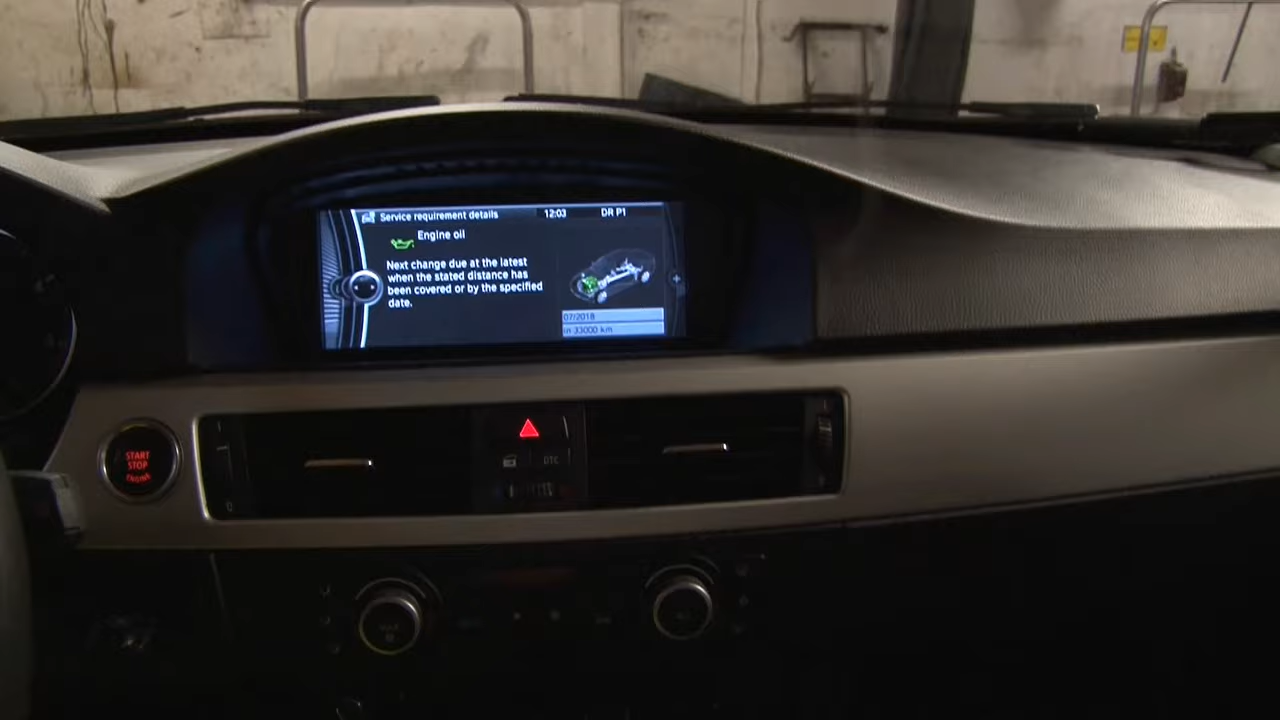 Service requirement details 12:03 DR P1
Engine oil
Next change due at the latest
when the stated distance has
been covered or by the specified
date.
07/2018
in 33000 km
START
STOP
ENGINE
DTC